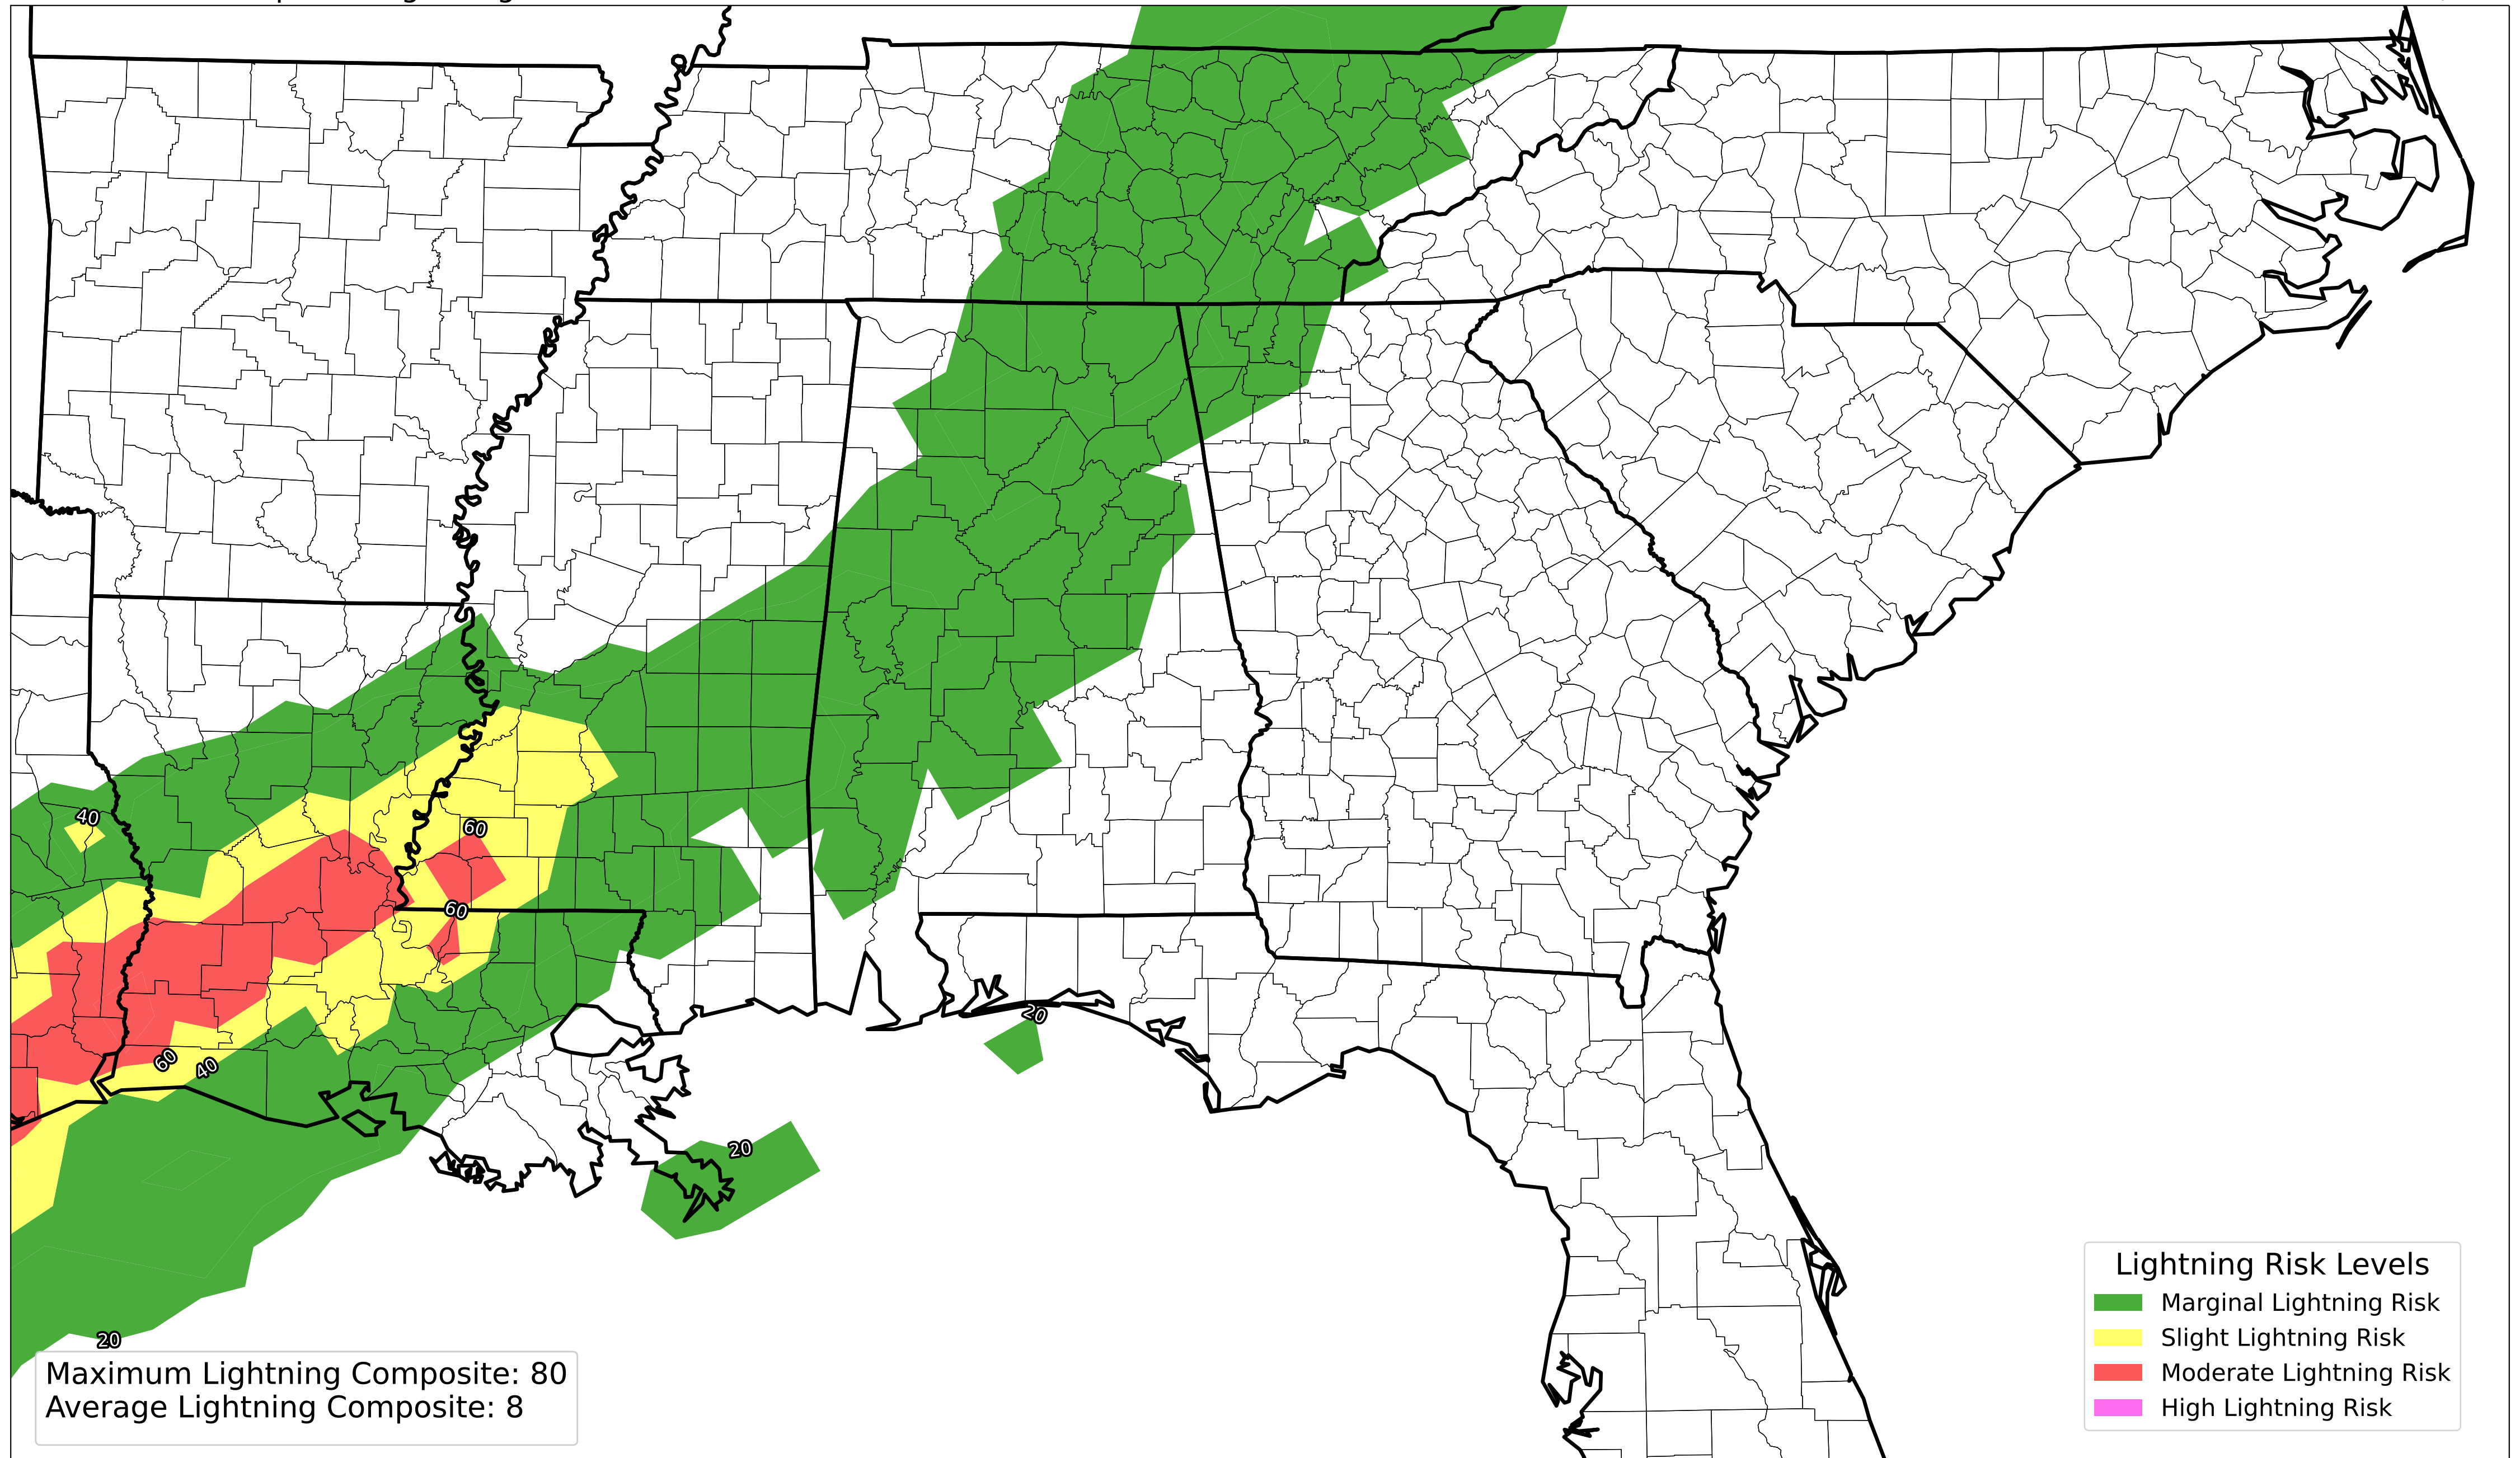 40
60
60
20
60
40
20
20
Lightning Risk Levels
Marginal Lightning Risk
Slight Lightning Risk
Moderate Lightning Risk
High Lightning Risk
Maximum Lightning Composite: 80
Average Lightning Composite: 8